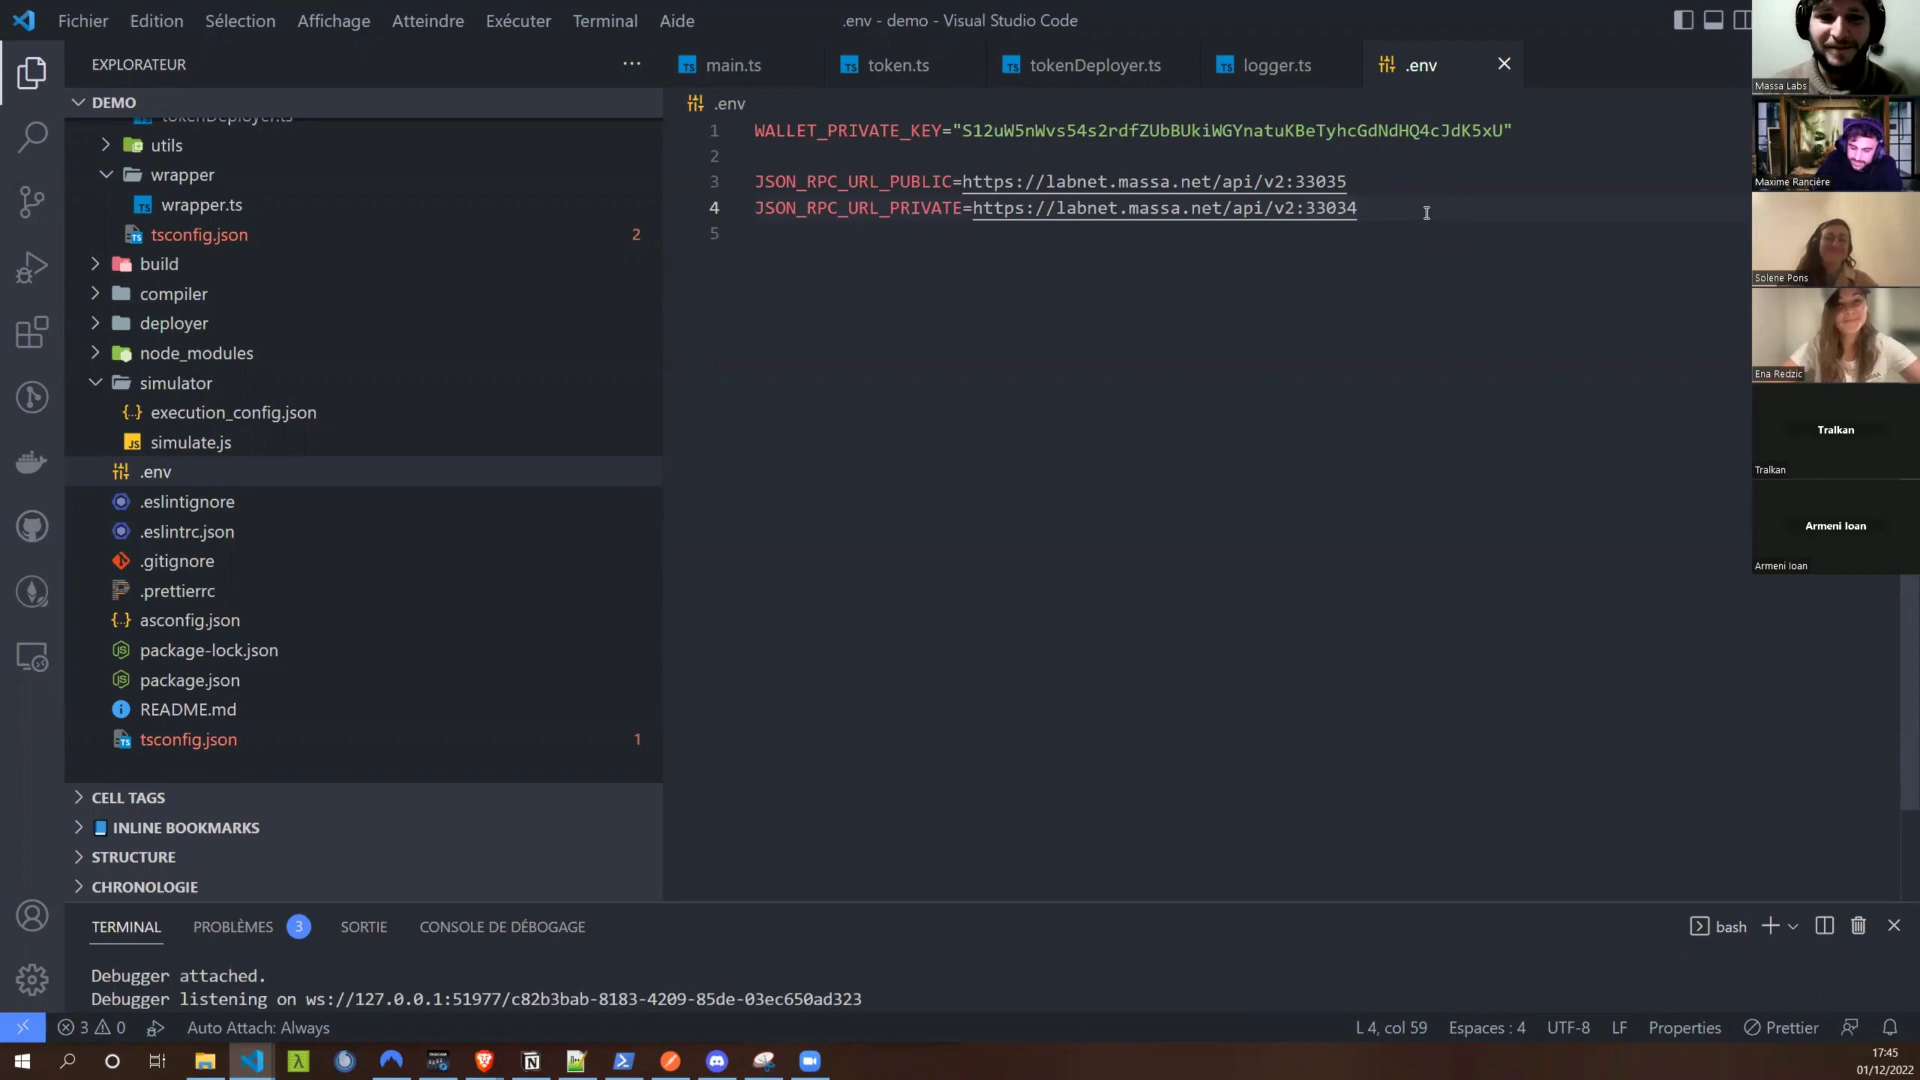 Fichier Edition Sélection Affichage Atteindre Exécuter Terminal Aide
.env - demo - Visual Studio Code
EXPLORATEUR
DEMO
tokenDeployer.ts
utils
wrapper
wrapper.ts
tsconfig.json 2
build
compiler
deployer
node_modules
simulator
execution_config.json
simulate.js
.env
.eslintignore
.eslintrc.json
.gitignore
.prettierrc
asconfig.json
package-lock.json
package.json
README.md
tsconfig.json 1
CELL TAGS
INLINE BOOKMARKS
STRUCTURE
CHRONOLOGIE
main.ts token.ts tokenDeployer.ts logger.ts .env
.env
1 WALLET_PRIVATE_KEY="S12uW5nWvs54s2rdfZUbBUkiWGYnatuKBeTyhcGdNdHQ4cJdK5xU"
2
3 JSON_RPC_URL_PUBLIC=https://labnet.massa.net/api/v2:33035
4 JSON_RPC_URL_PRIVATE=https://labnet.massa.net/api/v2:33034
5
Massa Labs
Maxime Rancière
Solene Pons
Ena Redzic
Tralkan
Tralkan
Armeni Ioan
Armeni Ioan
TERMINAL PROBLÈMES 3 SORTIE CONSOLE DE DÉBOGAGE
bash
Debugger attached.
Debugger listening on ws://127.0.0.1:51977/c82b3bab-8183-4209-85de-03ec650ad323
3 0 Auto Attach: Always
L 4, col 59 Espaces : 4 UTF-8 LF Properties Prettier
17:45
01/12/2022